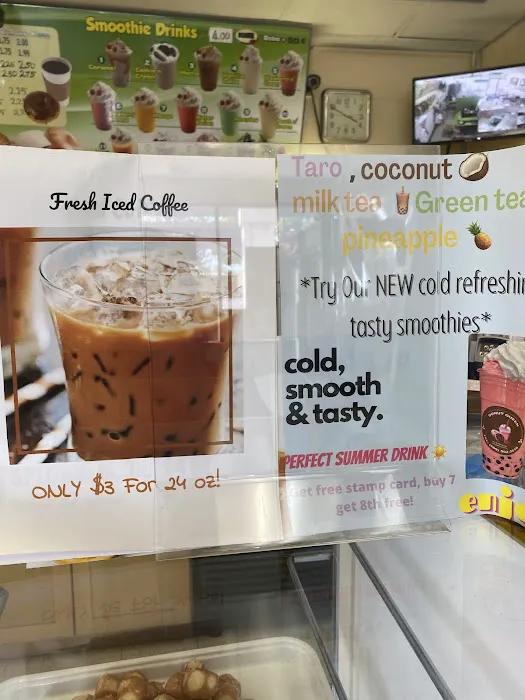 Smoothie Drinks
4.00
Fresh Iced Coffee
ONLY $3 For 24 oz!
Taro , coconut
milk tea Green tea
pineapple
*Try Our NEW cold refreshin
tasty smoothies*
cold,
smooth
& tasty.
PERFECT SUMMER DRINK
Get free stamp card, buy 7
get 8th free!
enj